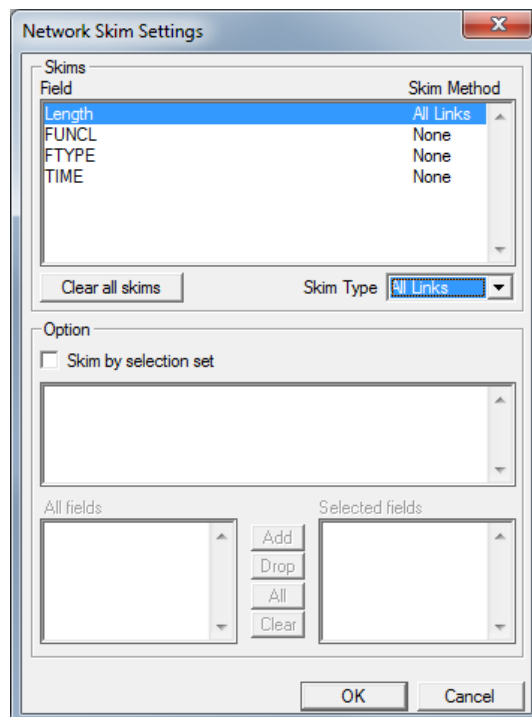 Network Skim Settings
Skims
Field Skim Method
Length All Links
FUNCL None
FTYPE None
TIME None
Clear all skims Skim Type All Links
Option
Skim by selection set
All fields Selected fields
Add
Drop
All
Clear
OK Cancel